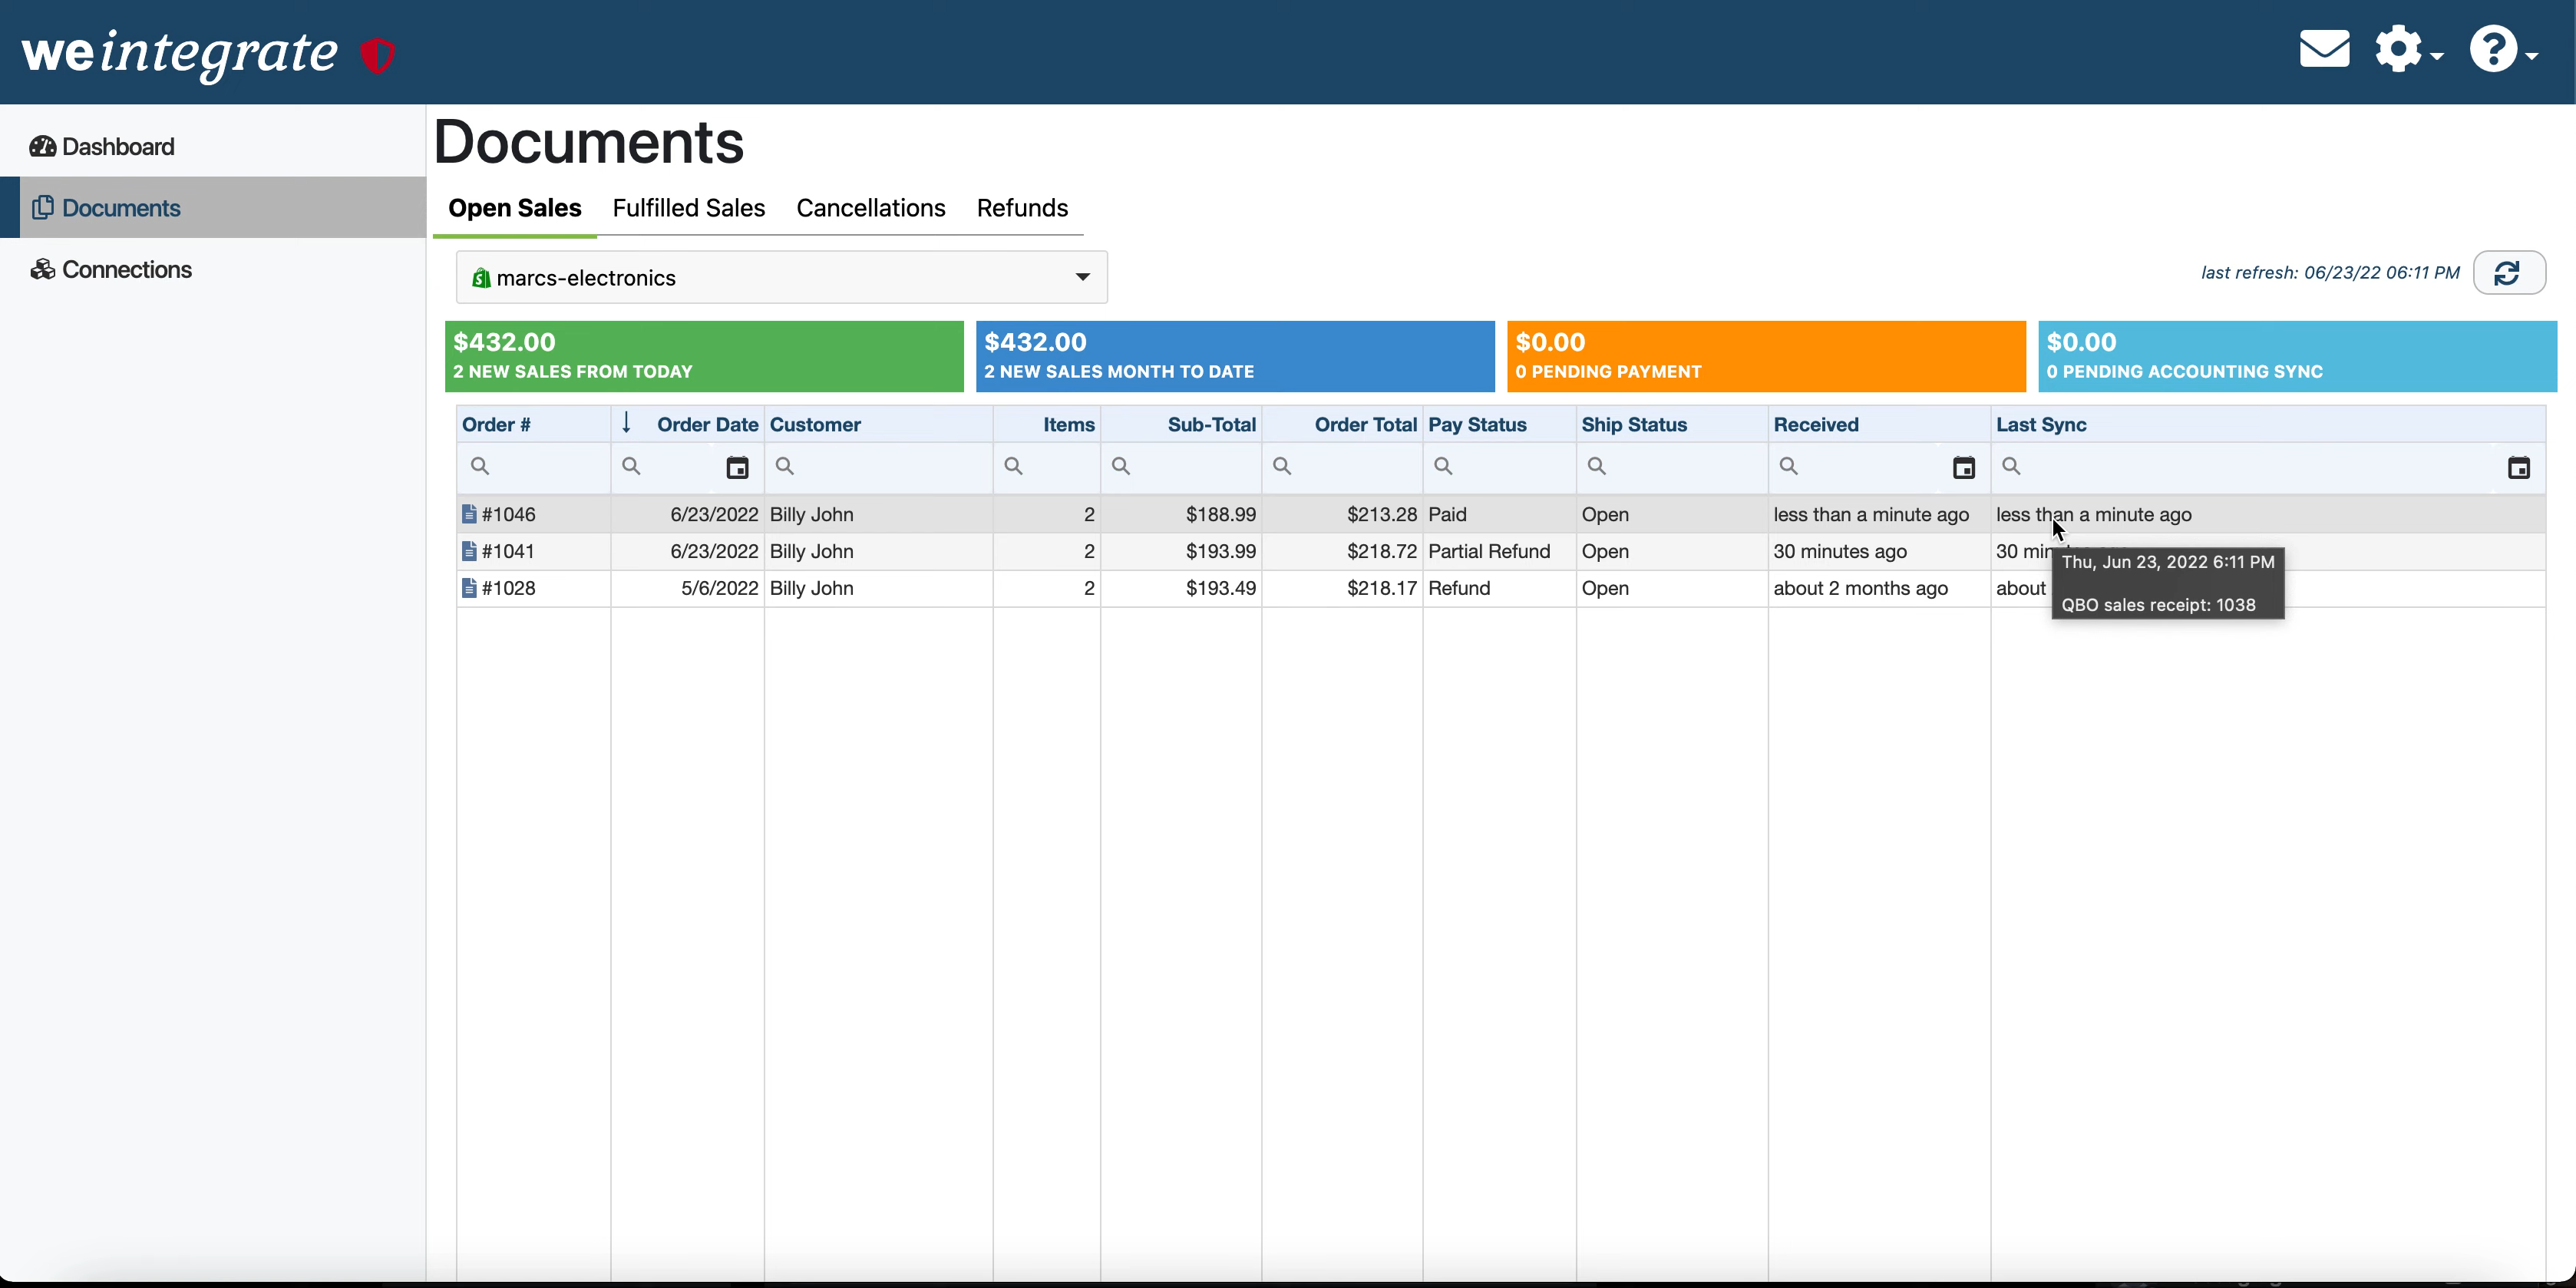 weintegrate
Dashboard
Documents
Connections
Documents
Open Sales Fulfilled Sales Cancellations Refunds
marcs-electronics
last refresh: 06/23/22 06:11 PM
$432.00
2 NEW SALES FROM TODAY
$432.00
2 NEW SALES MONTH TO DATE
$0.00
0 PENDING PAYMENT
$0.00
0 PENDING ACCOUNTING SYNC
Order # Order Date Customer Items Sub-Total Order Total Pay Status Ship Status Received Last Sync
#1046 6/23/2022 Billy John 2 $188.99 $213.28 Paid Open less than a minute ago less than a minute ago
#1041 6/23/2022 Billy John 2 $193.99 $218.72 Partial Refund Open 30 minutes ago 30
#1028 5/6/2022 Billy John 2 $193.49 $218.17 Refund Open about 2 months ago about
Thu, Jun 23, 2022 6:11 PM
QBO sales receipt: 1038